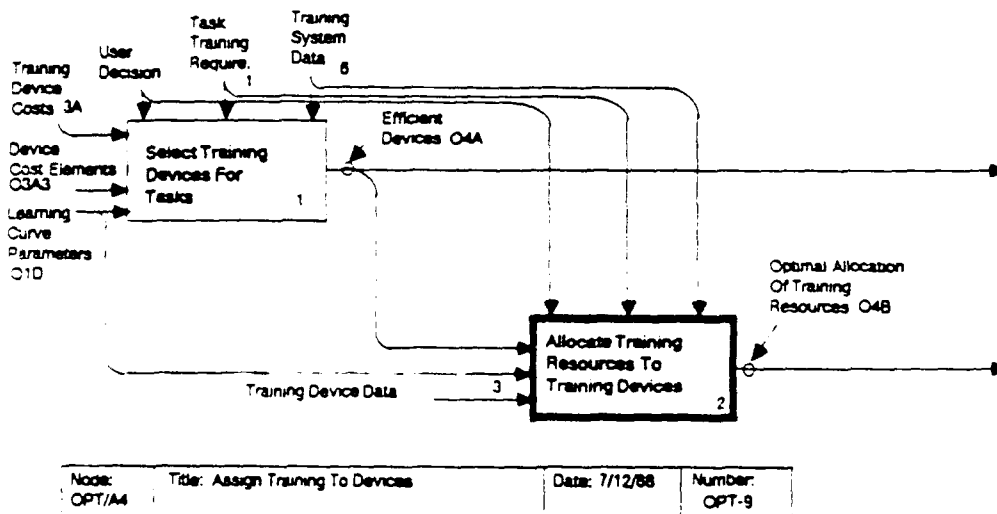 Training
Device
Costs 3A
User
Decision
Task
Training
Require.
1
Training
System
Data 6
Device
Cost Elements
O3A3
Learning
Curve
Parameters
O1D
Select Training
Devices For
Tasks
1
Efficient
Devices O4A
Allocate Training
Resources To
Training Devices
2
Training Device Data
3
Optimal Allocation
Of Training
Resources O4B
Node:
OPT/A4
Title: Assign Training To Devices
Date: 7/12/88
Number:
OPT-9